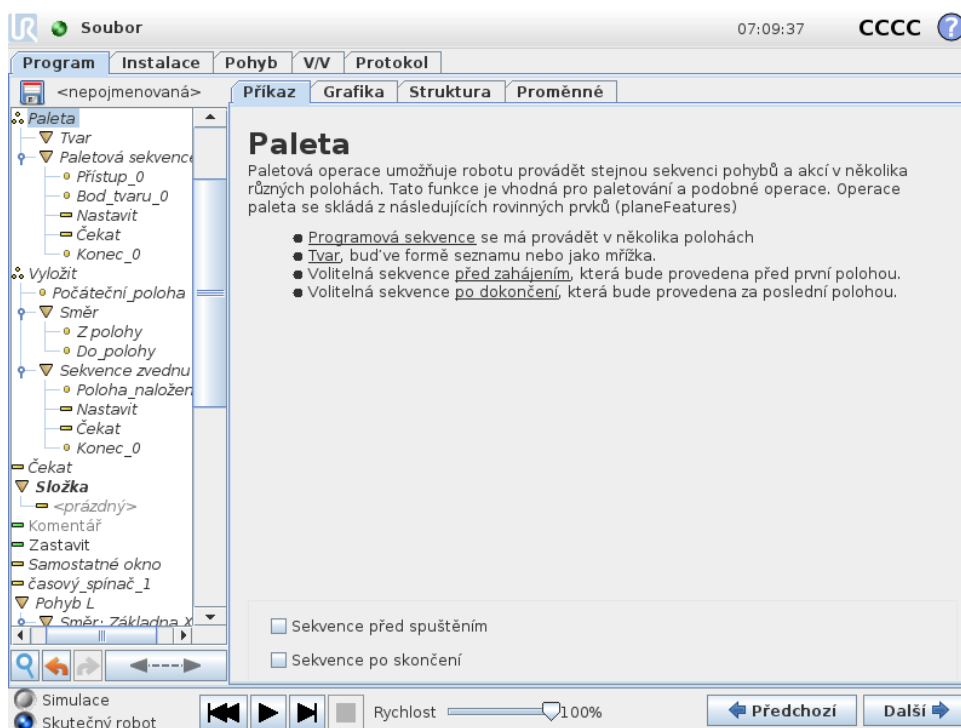 UR Soubor 07:09:37 CCCC ?
Program Instalace Pohyb V/V Protokol
<nepojmenovaná> Příkaz Grafika Struktura Proměnné
Paleta
Tvar
Paletová sekvence
Přístup_0
Bod_tvaru_0
Nastavit
Čekat
Konec_0
Vyložit
Počáteční_poloha
Směr
Z polohy
Do_polohy
Sekvence zvednu
Poloha_naložen
Nastavit
Čekat
Konec_0
Čekat
Složka
<prázdný>
Komentář
Zastavit
Samostatné okno
časový_spínač_1
Pohyb L
Směr: Základna X
Paleta
Paletová operace umožňuje robotu provádět stejnou sekvenci pohybů a akcí v několika
různých polohách. Tato funkce je vhodná pro paletování a podobné operace. Operace
paleta se skládá z následujících rovinných prvků (planeFeatures)
Programová sekvence se má provádět v několika polohách
Tvar, buďve formě seznamu nebo jako mřížka.
Volitelná sekvence před zahájením, která bude provedena před první polohou.
Volitelná sekvence po dokončení, která bude provedena za poslední polohou.
Sekvence před spuštěním
Sekvence po skončení
Simulace
Skutečný robot
Rychlost 100% Předchozí Další